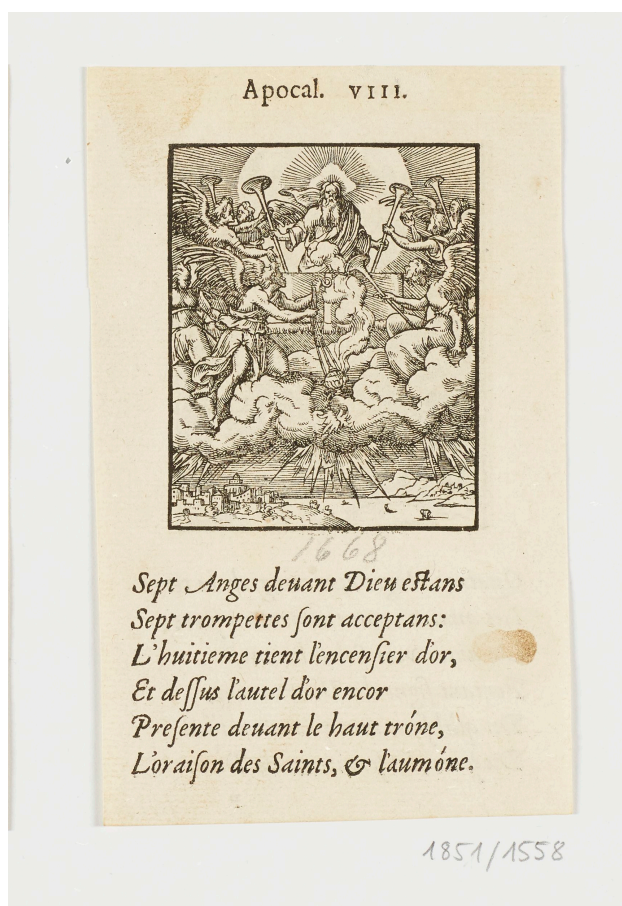 Apocal. VIII.
1668
Sept Anges deuant Dieu eſtans
Sept trompettes ſont acceptans:
L'huitieme tient l'encenſier d'or,
Et deſſus l'autel d'or encor
Preſente deuant le haut tróne,
L'oraiſon des Saints, & l'aumóne.
1851/1558